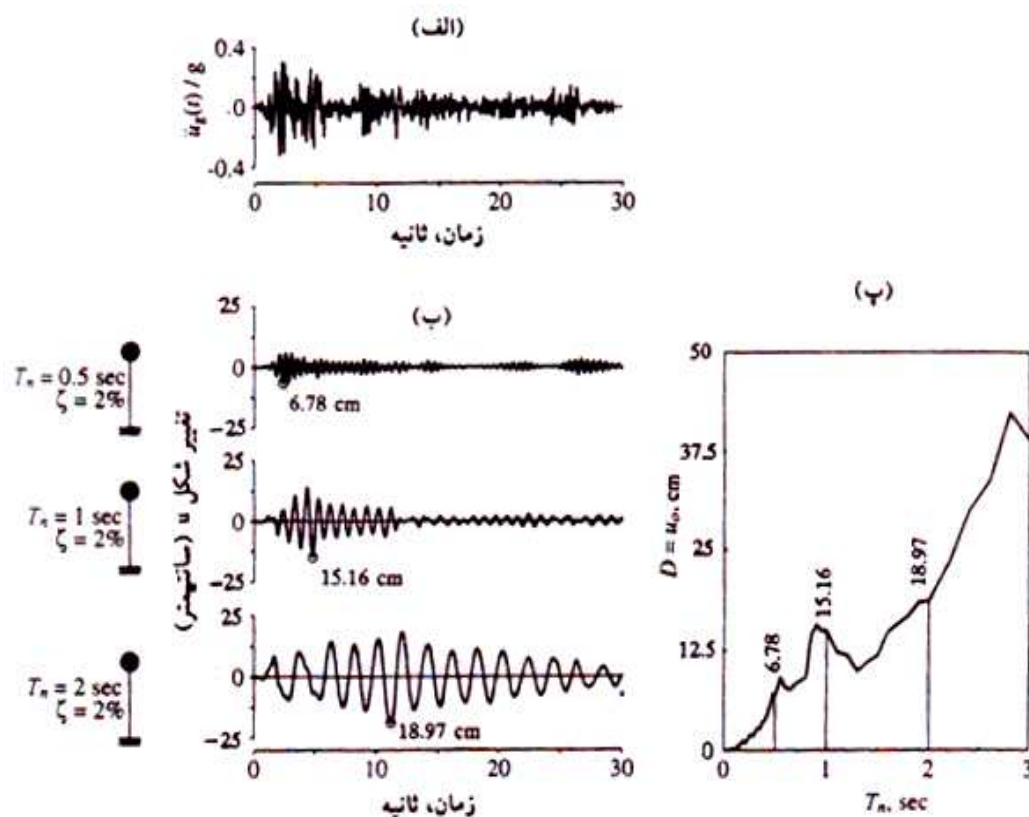 (الف)
0.4
0
-0.4
ü_g(t) / g
0 10 20 30
زمان، ثانیه
(ب)
T_n = 0.5 sec
ζ = 2%
25
0
-25
6.78 cm
T_n = 1 sec
ζ = 2%
25
0
-25
15.16 cm
T_n = 2 sec
ζ = 2%
25
0
-25
18.97 cm
تغییر شکل u (سانتیمتر)
0 10 20 30
زمان، ثانیه
(پ)
50
37.5
25
12.5
0
D = u_o, cm
6.78
15.16
18.97
0 1 2 3
T_n, sec